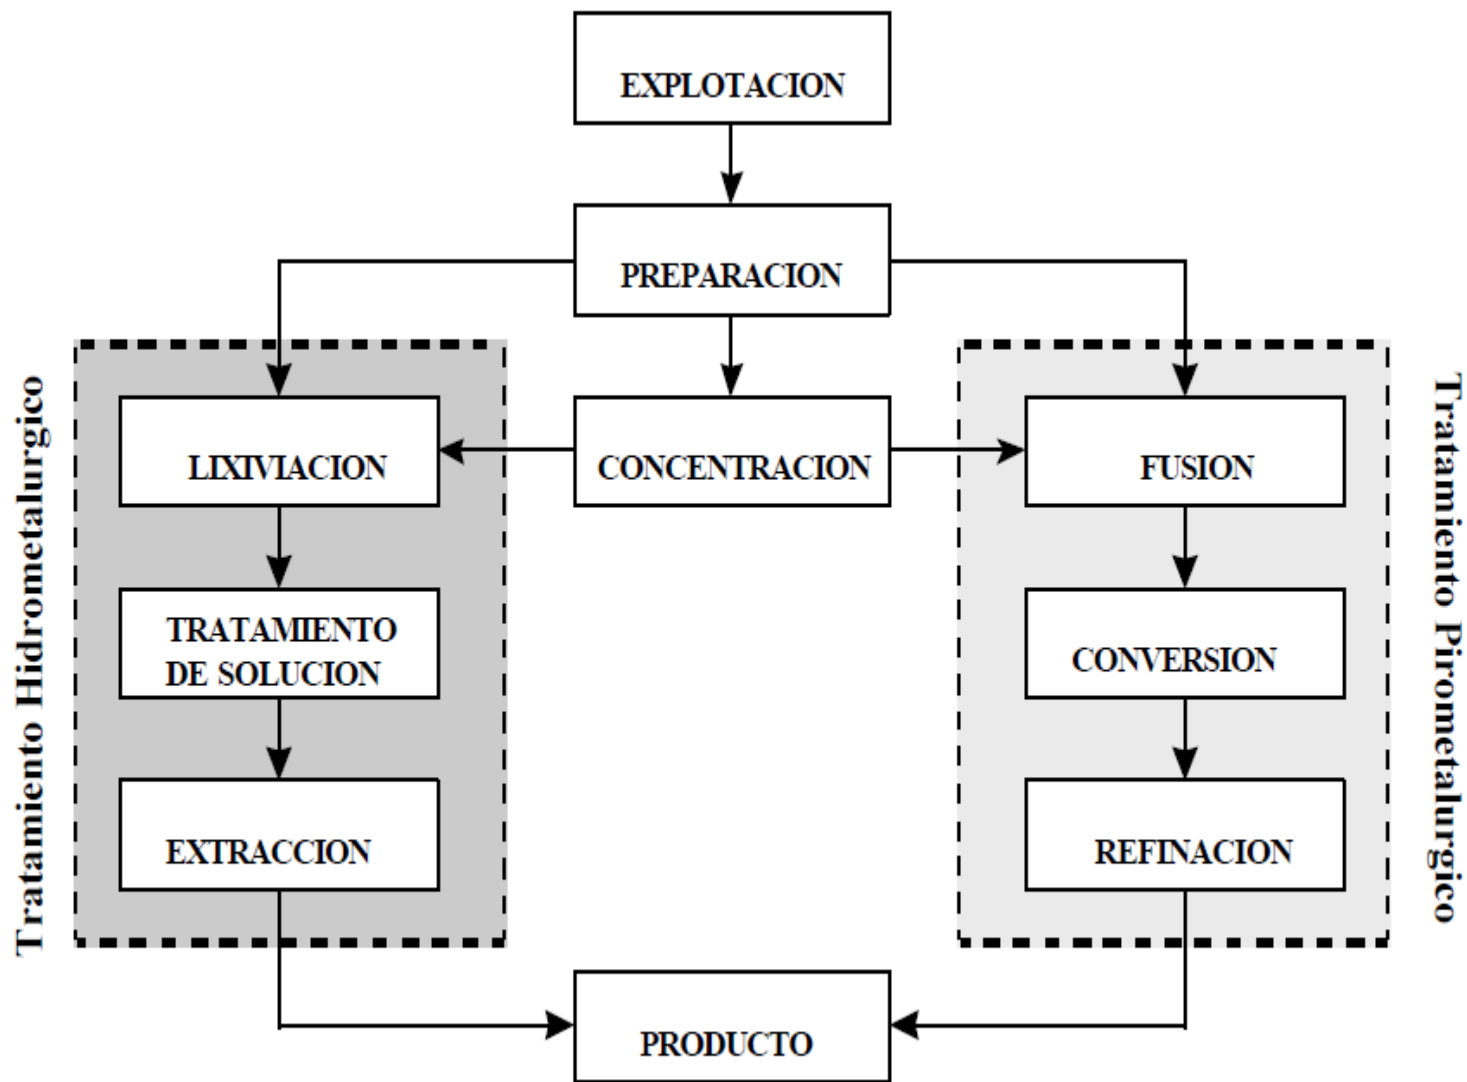 EXPLOTACION
PREPARACION
LIXIVIACION
CONCENTRACION
FUSION
TRATAMIENTO
DE SOLUCION
CONVERSION
EXTRACCION
REFINACION
PRODUCTO
Tratamiento Hidrometalurgico
Tratamiento Pirometalurgico